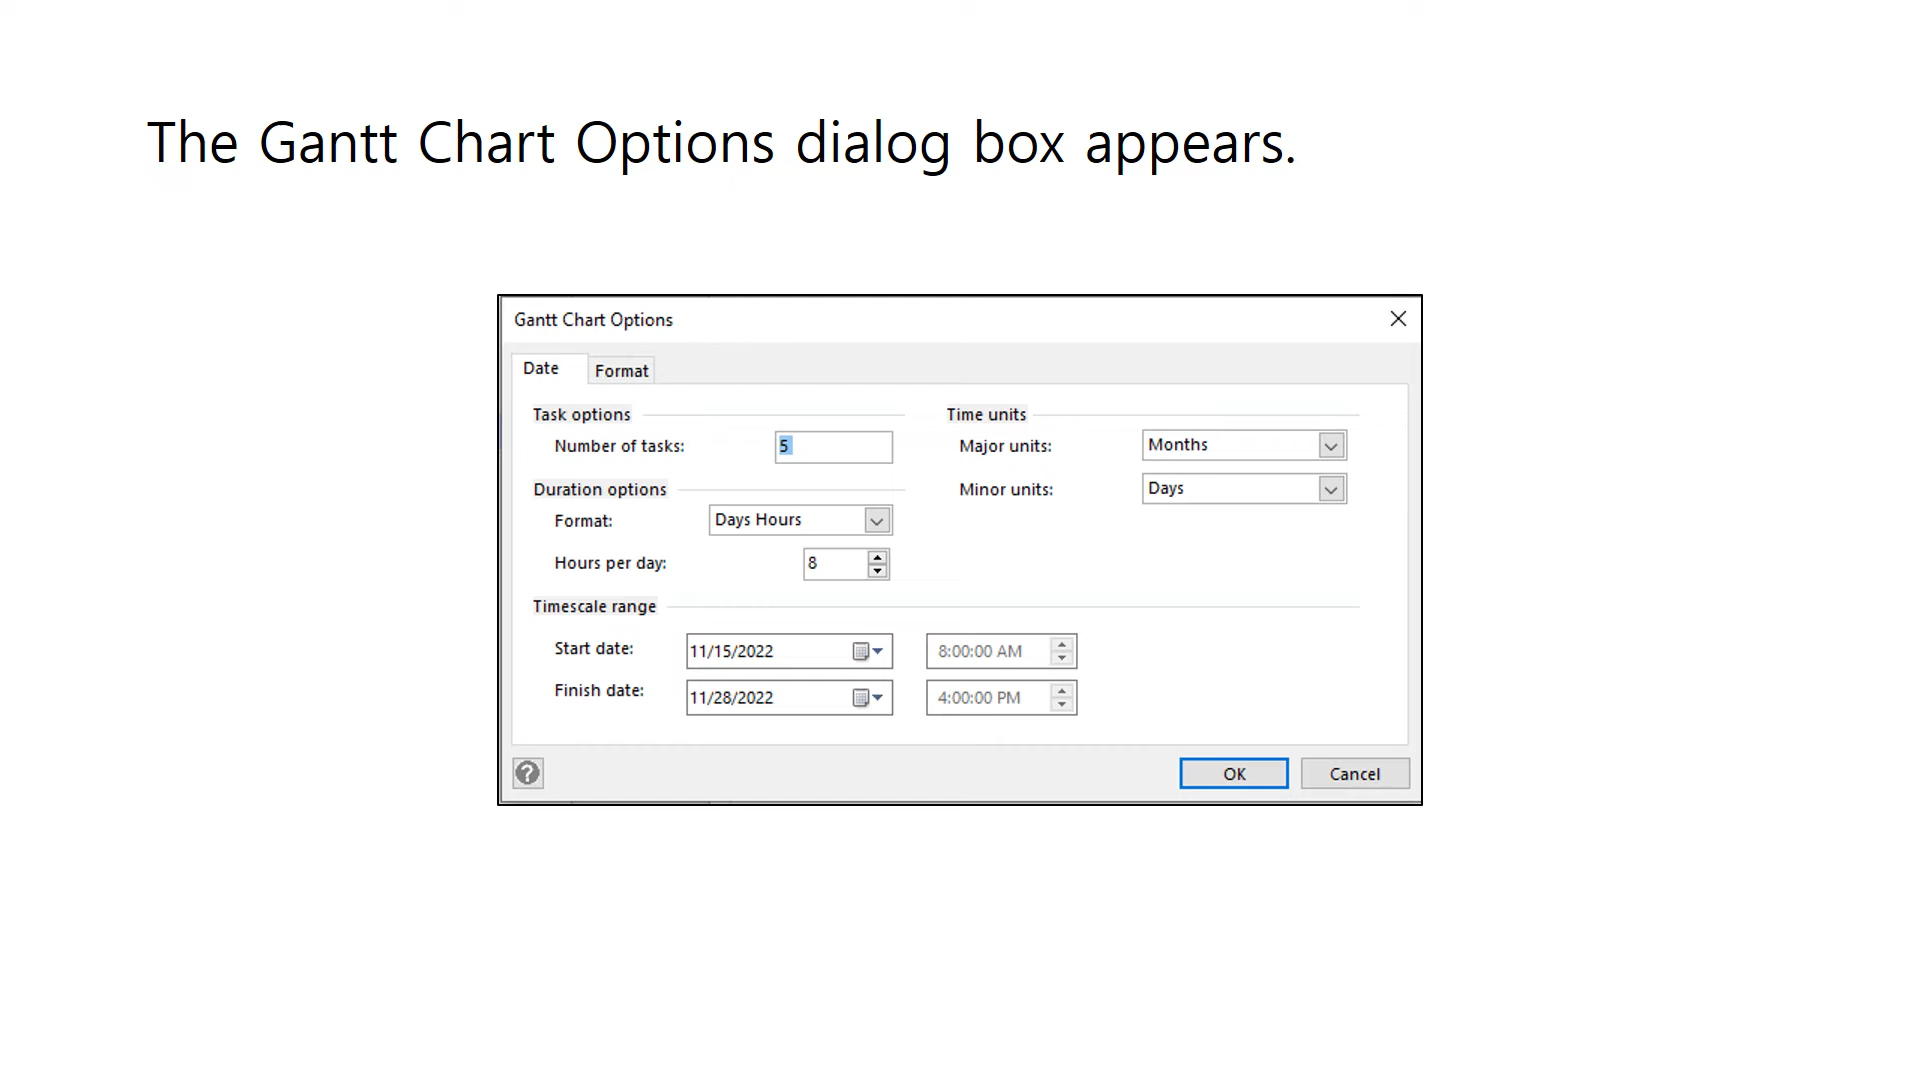 The Gantt Chart Options dialog box appears.
Gantt Chart Options
Date
Format
Task options
Number of tasks: 5
Duration options
Format: Days Hours
Hours per day: 8
Time units
Major units: Months
Minor units: Days
Timescale range
Start date: 11/15/2022 8:00:00 AM
Finish date: 11/28/2022 4:00:00 PM
?
OK
Cancel